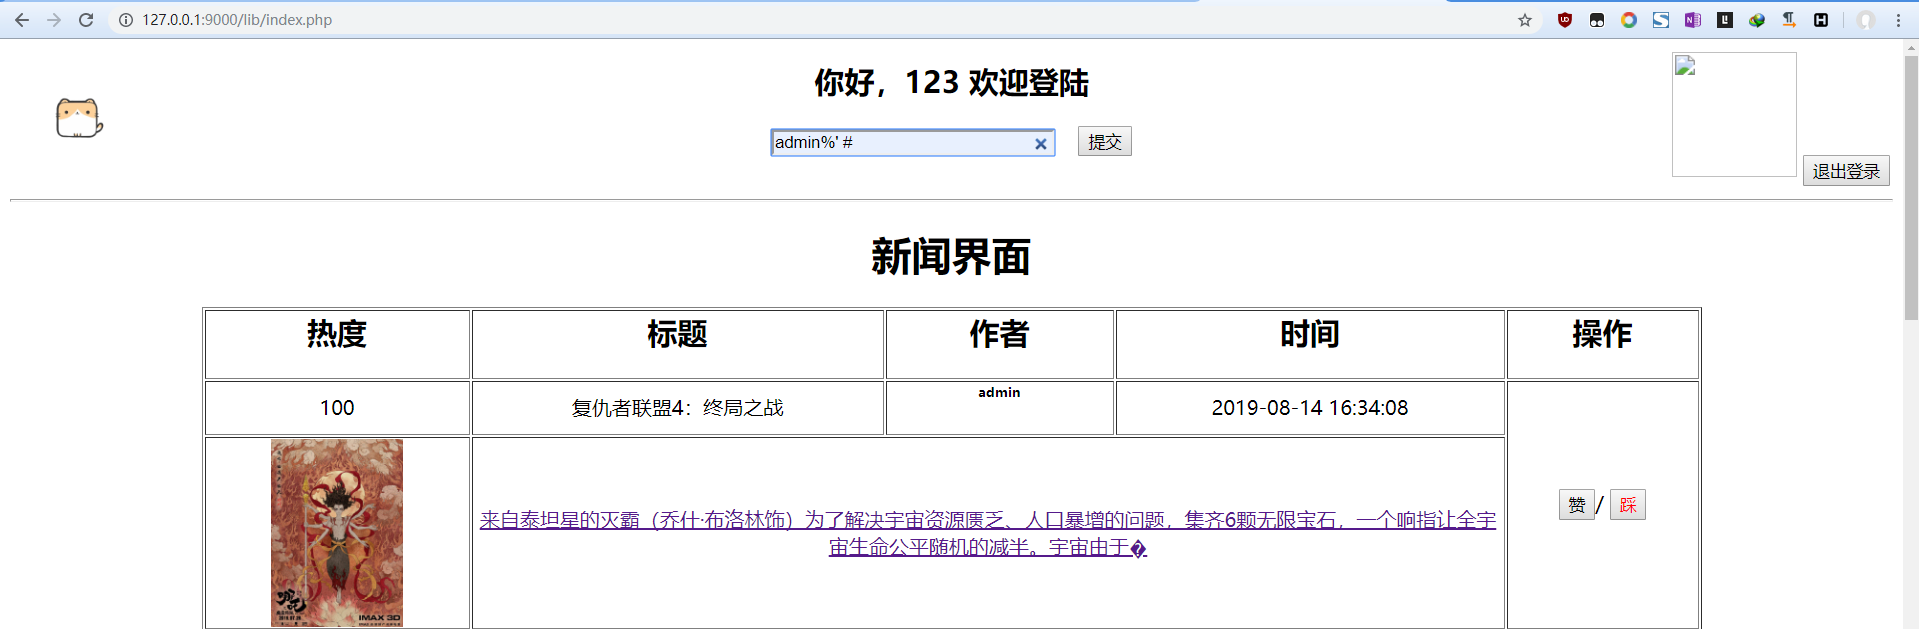 127.0.0.1:9000/lib/index.php
你好，123 欢迎登陆
admin%' #
提交
退出登录
新闻界面
热度 标题 作者 时间 操作
100 复仇者联盟4：终局之战 admin 2019-08-14 16:34:08
来自泰坦星的灭霸（乔什·布洛林饰）为了解决宇宙资源匮乏、人口暴增的问题，集齐6颗无限宝石，一个响指让全宇
宙生命公平随机的减半。宇宙由于�
赞/ 踩
哪吒
IMAX 3D